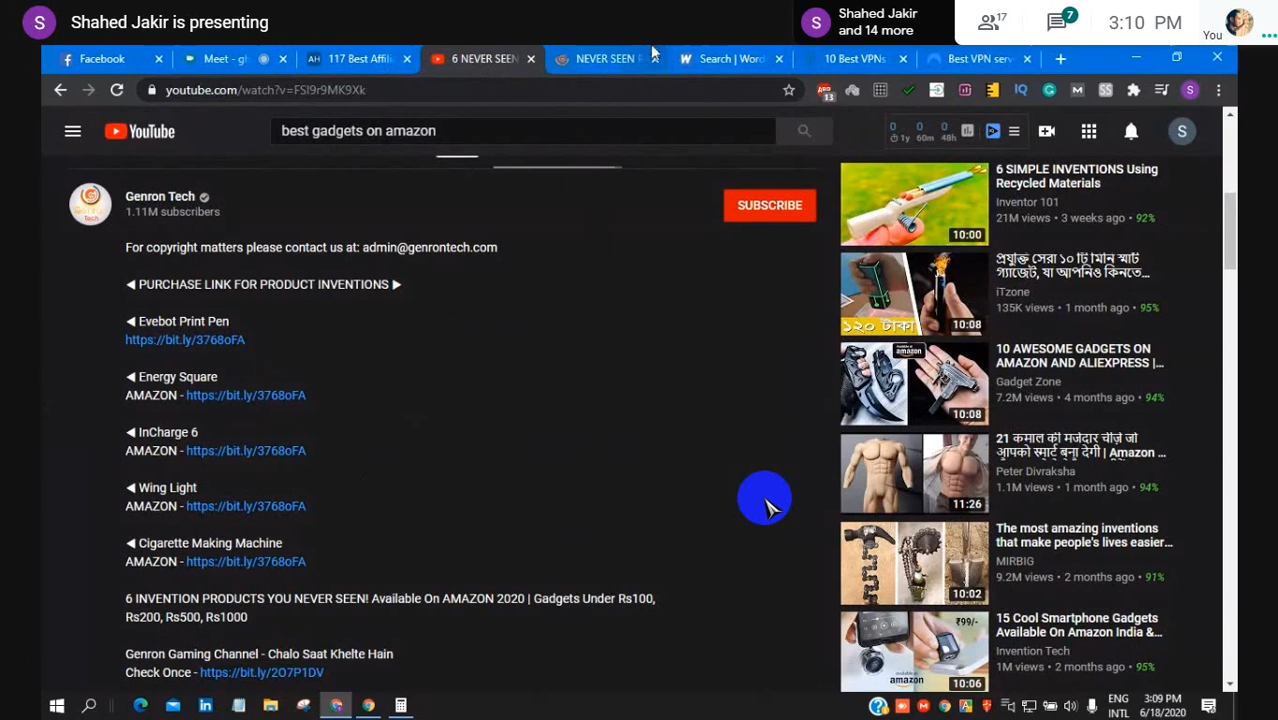 S Shahed Jakir is presenting
S Shahed Jakir
and 14 more
17
7
3:10 PM
You
Facebook
Meet - g
117 Best Affili
6 NEVER SEEN
NEVER SEEN
W Search | Word
10 Best VPNs
Best VPN serv
youtube.com/watch?v=FSI9r9MK9Xk
13
YouTube
best gadgets on amazon
0 0 0
1y 60m 48h
S
Genron Tech
1.11M subscribers
SUBSCRIBE
For copyright matters please contact us at: admin@genrontech.com
◀ PURCHASE LINK FOR PRODUCT INVENTIONS ▶
◀ Evebot Print Pen
https://bit.ly/3768oFA
◀ Energy Square
AMAZON - https://bit.ly/3768oFA
◀ InCharge 6
AMAZON - https://bit.ly/3768oFA
◀ Wing Light
AMAZON - https://bit.ly/3768oFA
◀ Cigarette Making Machine
AMAZON - https://bit.ly/3768oFA
6 INVENTION PRODUCTS YOU NEVER SEEN! Available On AMAZON 2020 | Gadgets Under Rs100,
Rs200, Rs500, Rs1000
Genron Gaming Channel - Chalo Saat Khelte Hain
Check Once - https://bit.ly/2O7P1DV
10:00
6 SIMPLE INVENTIONS Using
Recycled Materials
Inventor 101
21M views • 3 weeks ago • 92%
১২০ টাকা
10:08
প্রযুক্তি সেরা ১০ টি মিনি স্মার্ট
গ্যাজেট, যা আপনিও কিনতে...
iTzone
135K views • 1 month ago • 95%
amazon
10:08
10 AWESOME GADGETS ON
AMAZON AND ALIEXPRESS |...
Gadget Zone
7.2M views • 4 months ago • 94%
11:26
21 कमाल की मजेदार चीज़े जो
आपको स्मार्ट बना देगी | Amazon ...
Peter Divraksha
1.1M views • 1 month ago • 94%
10:02
The most amazing inventions
that make people's lives easier...
MIRBIG
9.2M views • 2 months ago • 91%
₹99/-
amazon
10:06
15 Cool Smartphone Gadgets
Available On Amazon India &...
Invention Tech
1M views • 2 months ago • 95%
ENG
INTL
3:09 PM
6/18/2020